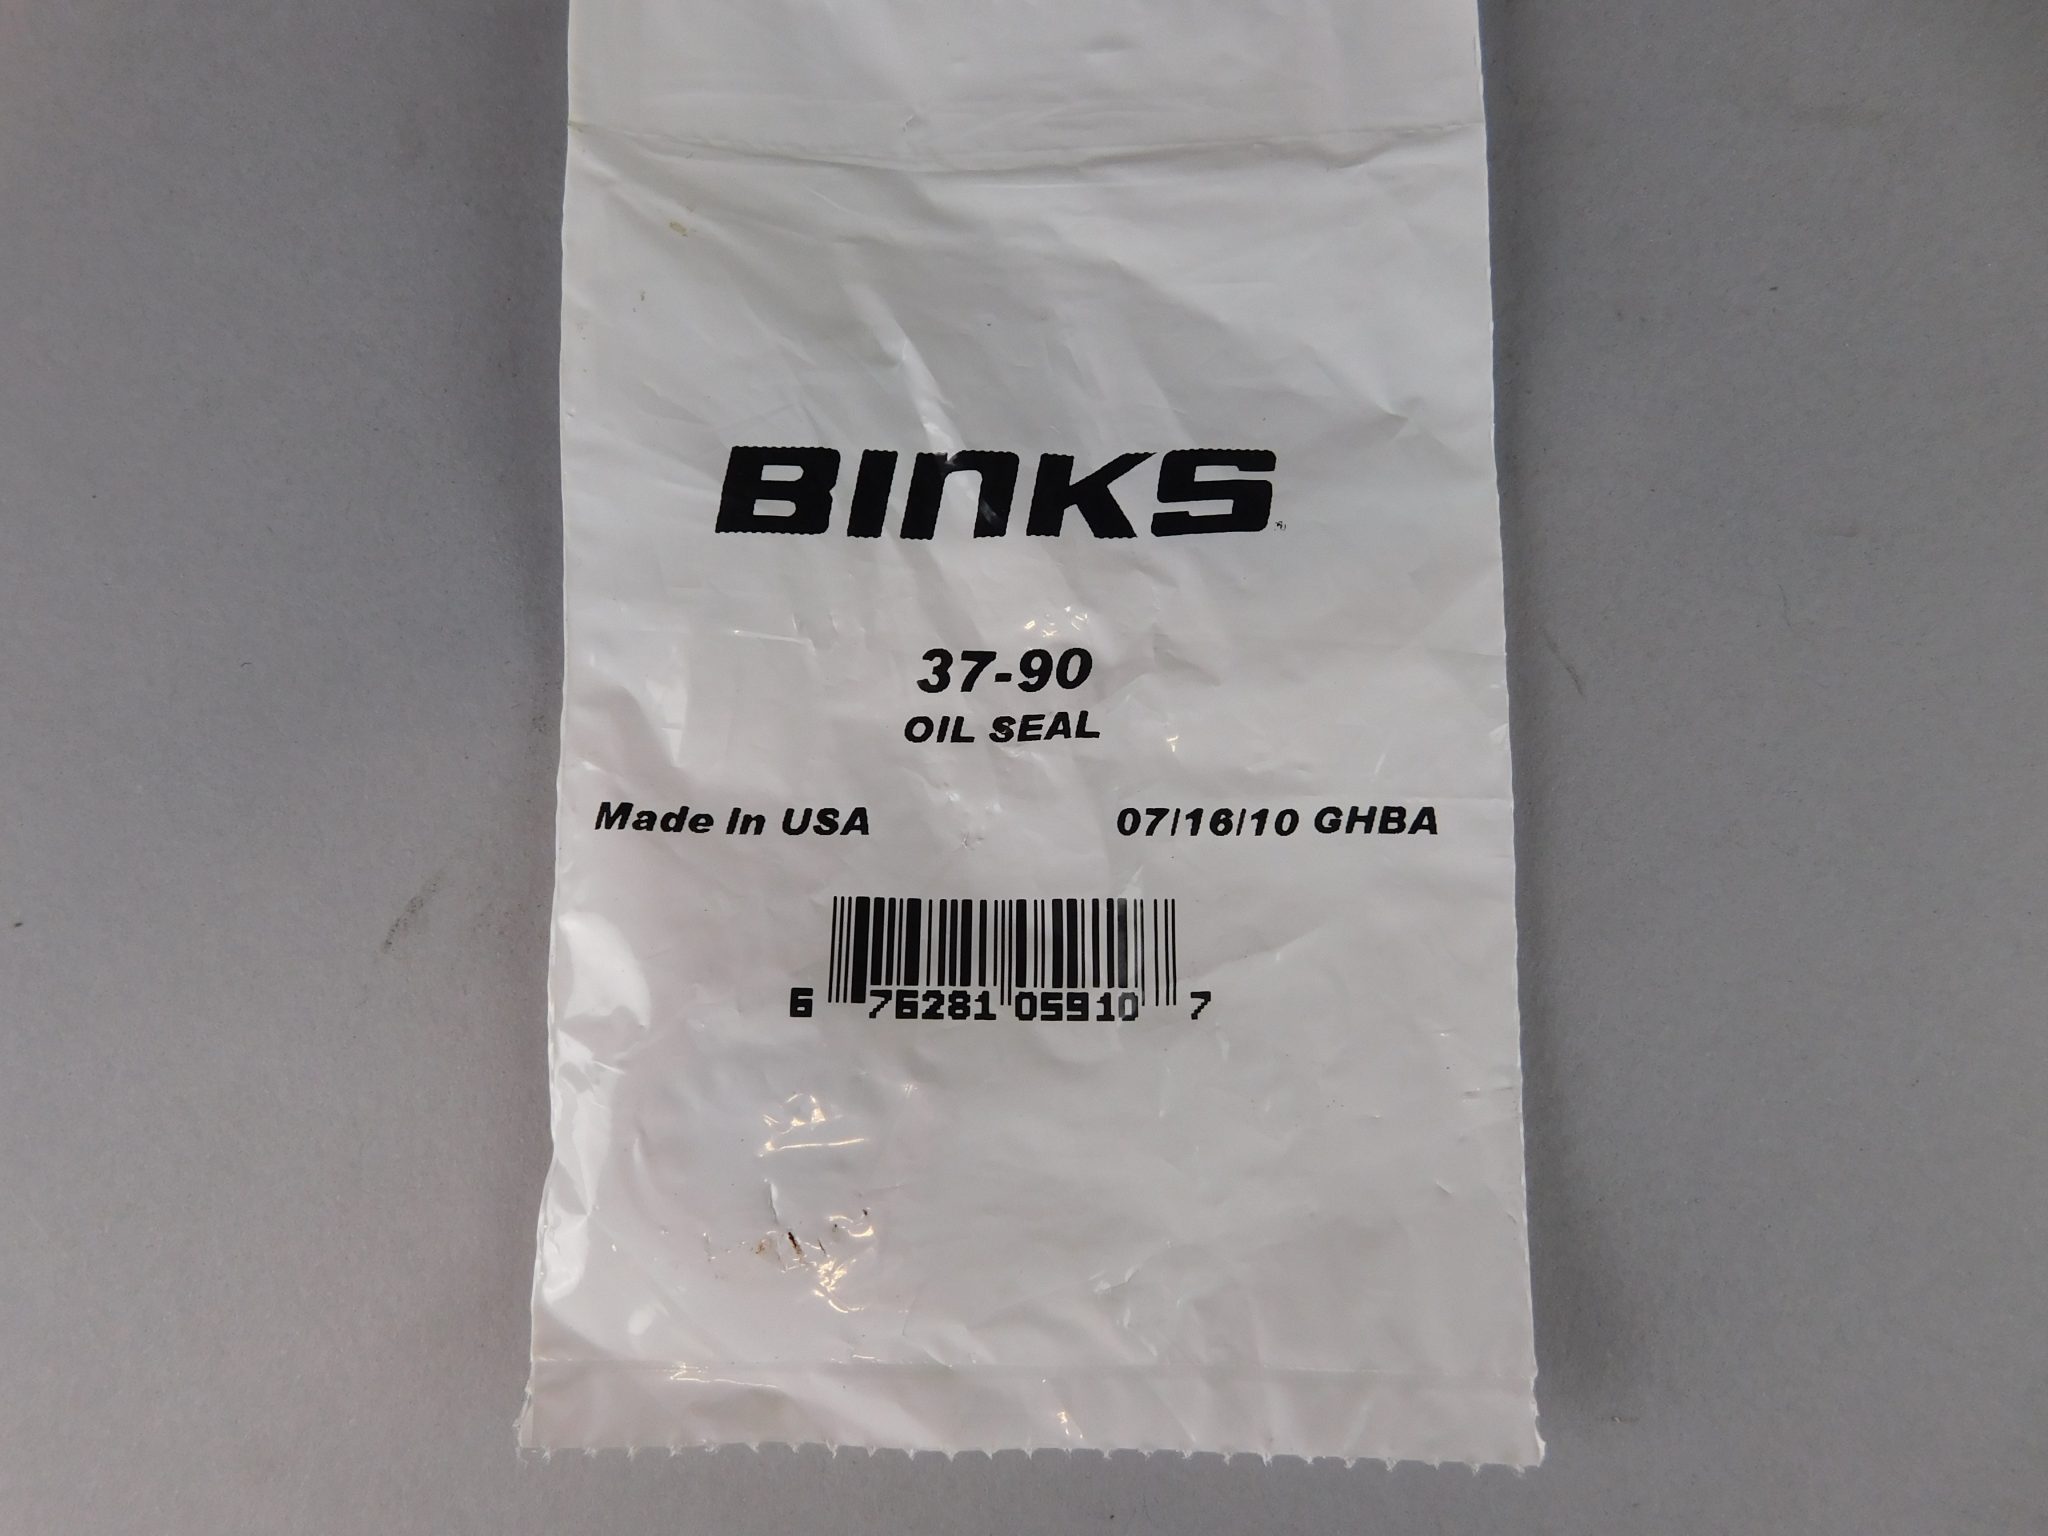 BINKS
37-90
OIL SEAL
Made In USA 07/16/10 GHBA
6 76281 05910 7